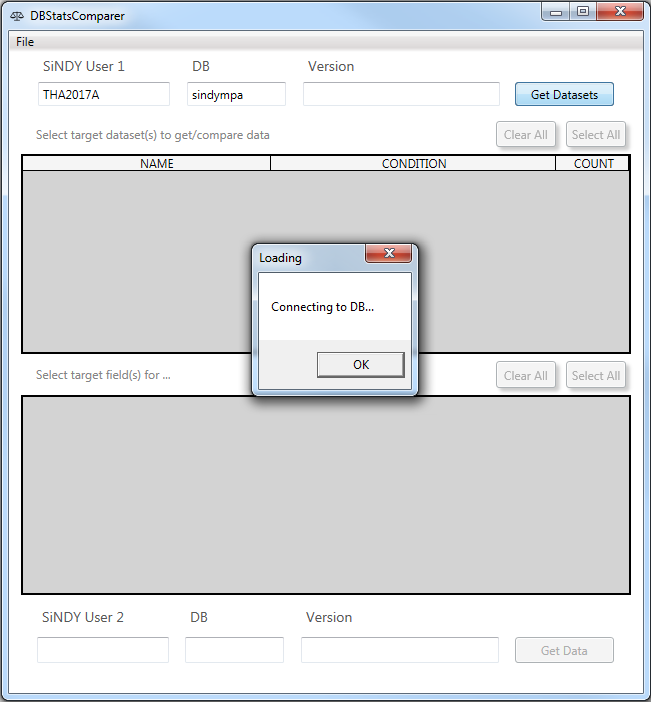 DBStatsComparer
File
SiNDY User 1 DB Version
THA2017A sindympa Get Datasets
Select target dataset(s) to get/compare data Clear All Select All
NAME CONDITION COUNT
Loading
Connecting to DB...
OK
Select target field(s) for ... Clear All Select All
SiNDY User 2 DB Version
Get Data